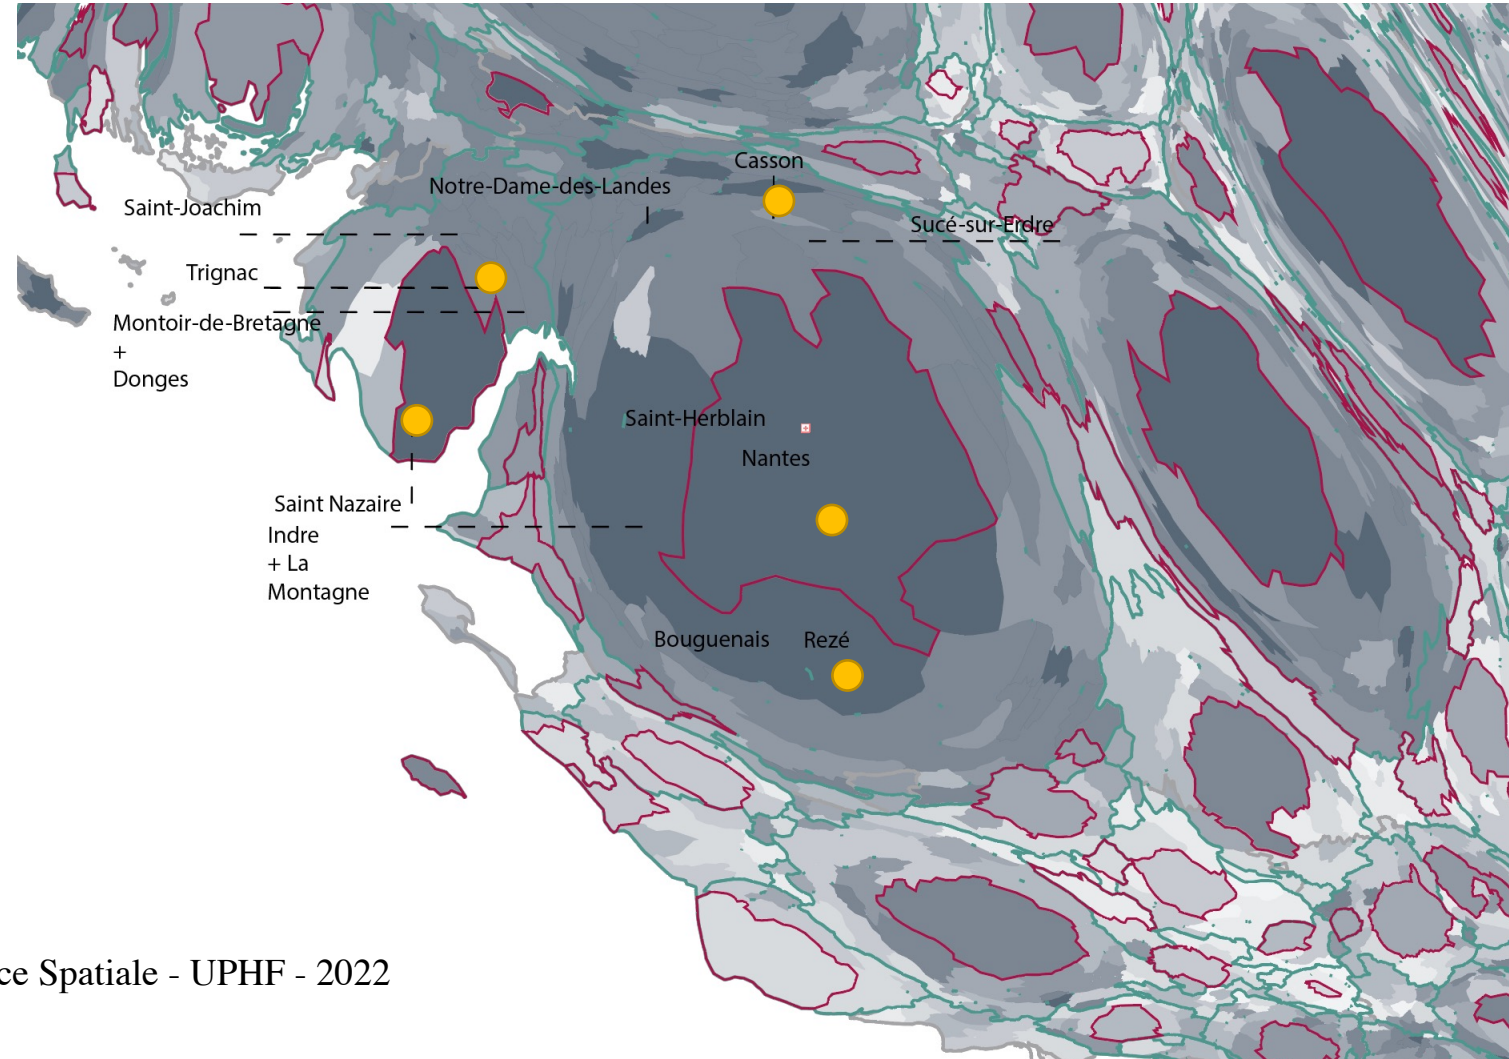 Casson
Notre-Dame-des-Landes
Saint-Joachim
Sucé-sur-Erdre
Trignac
Montoir-de-Bretagne
+
Donges
Saint-Herblain
Nantes
Saint Nazaire
Indre
+ La
Montagne
Bouguenais
Rezé
ce Spatiale - UPHF - 2022